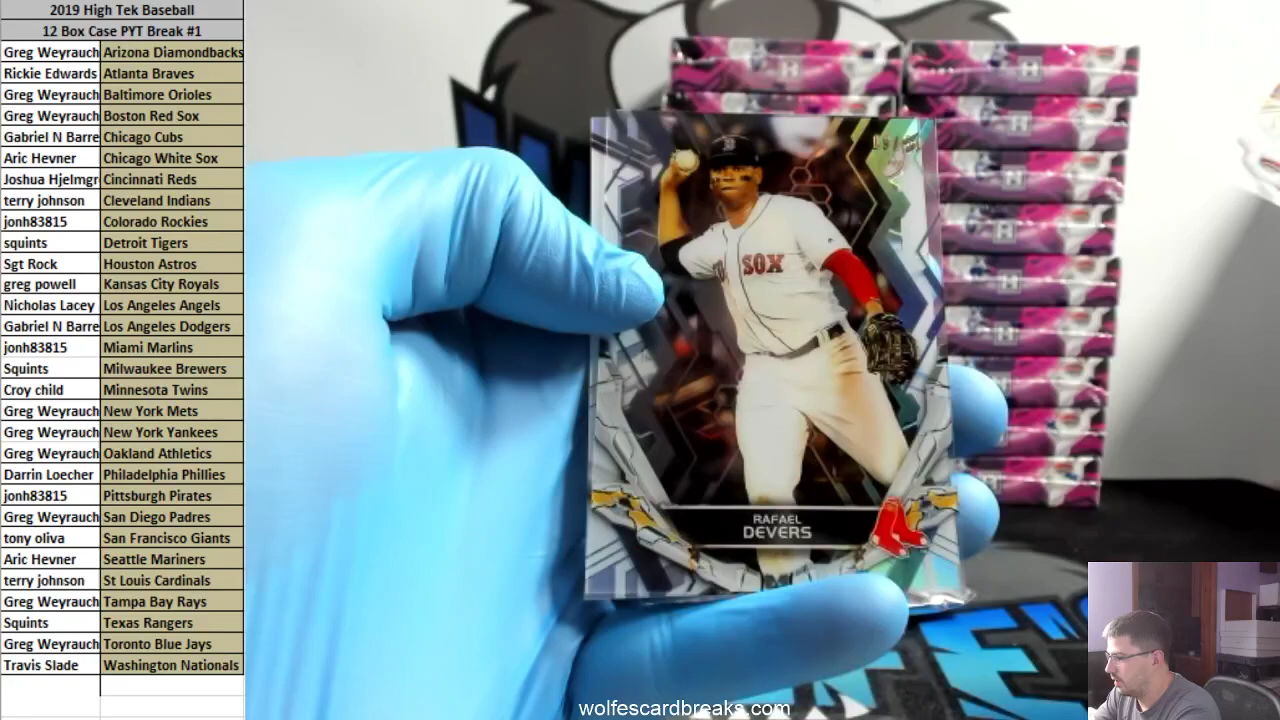 2019 High Tek Baseball
12 Box Case PYT Break #1
Greg Weyrauch Arizona Diamondbacks
Rickie Edwards Atlanta Braves
Greg Weyrauch Baltimore Orioles
Greg Weyrauch Boston Red Sox
Gabriel N Barre Chicago Cubs
Aric Hevner Chicago White Sox
Joshua Hjelmgr Cincinnati Reds
terry johnson Cleveland Indians
jonh83815 Colorado Rockies
squints Detroit Tigers
Sgt Rock Houston Astros
greg powell Kansas City Royals
Nicholas Lacey Los Angeles Angels
Gabriel N Barre Los Angeles Dodgers
jonh83815 Miami Marlins
Squints Milwaukee Brewers
Croy child Minnesota Twins
Greg Weyrauch New York Mets
Greg Weyrauch New York Yankees
Greg Weyrauch Oakland Athletics
Darrin Loecher Philadelphia Phillies
jonh83815 Pittsburgh Pirates
Greg Weyrauch San Diego Padres
tony oliva San Francisco Giants
Aric Hevner Seattle Mariners
terry johnson St Louis Cardinals
Greg Weyrauch Tampa Bay Rays
Squints Texas Rangers
Greg Weyrauch Toronto Blue Jays
Travis Slade Washington Nationals
B
SOX
RAFAEL
DEVERS
wolfescardbreaks.com